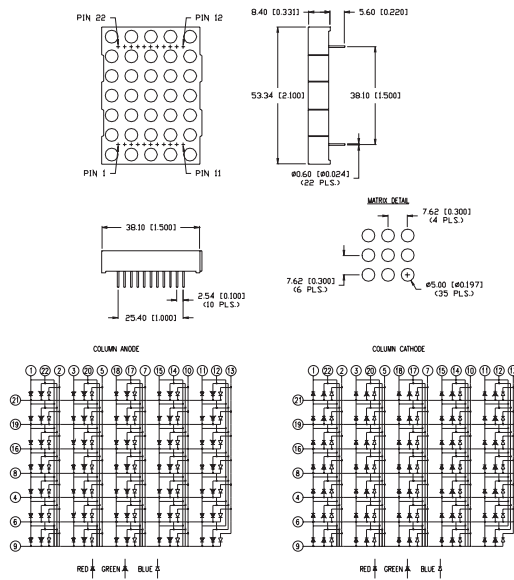 PIN 22 PIN 12
PIN 1 PIN 11
8.40 [0.331] 5.60 [0.220]
53.34 [2.100]
38.10 [1.500]
ø0.60 [ø0.024]
(22 PLS.)
MATRIX DETAIL
7.62 [0.300]
(4 PLS.)
7.62 [0.300]
(6 PLS.)
ø5.00 [ø0.197]
(35 PLS.)
38.10 [1.500]
2.54 [0.100]
(10 PLS.)
25.40 [1.000]
COLUMN ANODE
1 22 2 3 20 5 18 17 7 15 14 10 11 12 13
21
19
16
8
4
6
9
RED GREEN BLUE
COLUMN CATHODE
1 22 2 3 20 5 18 17 7 15 14 10 11 12 13
21
19
16
8
4
6
9
RED GREEN BLUE